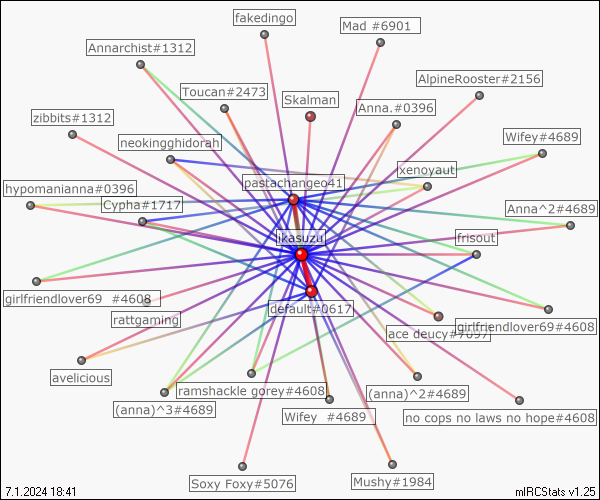 fakedingo
Mad #6901
Annarchist#1312
AlpineRooster#2156
Toucan#2473
Skalman
Anna.#0396
zibbits#1312
Wifey#4689
neokingghidorah
xenoyaut
pastachangeo41
hypomanianna#0396
Cypha#1717
Anna^2#4689
ikasuzu
frisout
girlfriendlover69 #4608
default#0617
rattgaming
girlfriendlover69#4608
ace deucy#7057
avelicious
ramshackle gorey#4608
(anna)^2#4689
(anna)^3#4689
Wifey #4689
no cops no laws no hope#4608
Soxy Foxy#5076
Mushy#1984
7.1.2024 18:41
mIRCStats v1.25